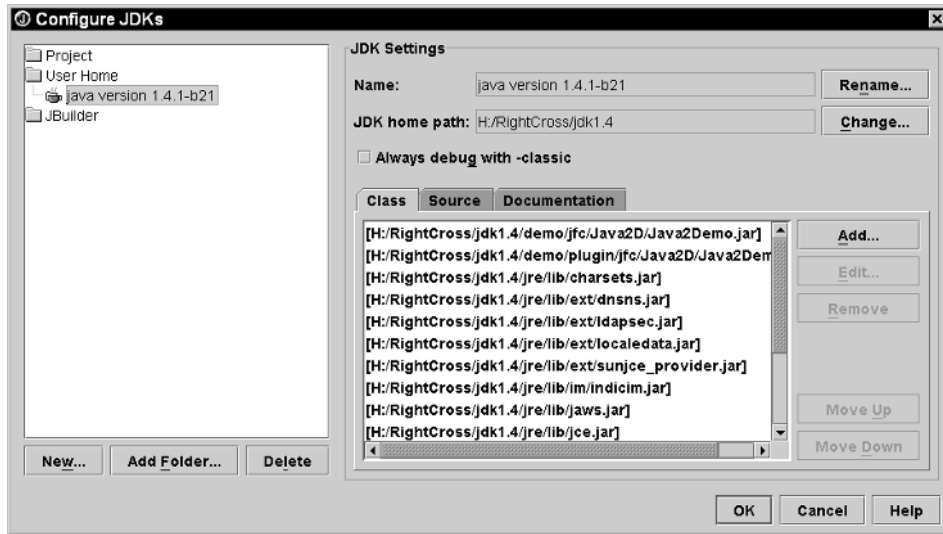 Configure JDKs
Project
User Home
java version 1.4.1-b21
JBuilder
New...
Add Folder...
Delete
JDK Settings
Name: java version 1.4.1-b21 Rename...
JDK home path: H:/RightCross/jdk1.4 Change...
Always debug with -classic
Class Source Documentation
[H:/RightCross/jdk1.4/demo/jfc/Java2D/Java2Demo.jar]
[H:/RightCross/jdk1.4/demo/plugin/jfc/Java2D/Java2Dem
[H:/RightCross/jdk1.4/jre/lib/charsets.jar]
[H:/RightCross/jdk1.4/jre/lib/ext/dnsns.jar]
[H:/RightCross/jdk1.4/jre/lib/ext/ldapsec.jar]
[H:/RightCross/jdk1.4/jre/lib/ext/localedata.jar]
[H:/RightCross/jdk1.4/jre/lib/ext/sunjce_provider.jar]
[H:/RightCross/jdk1.4/jre/lib/im/indicim.jar]
[H:/RightCross/jdk1.4/jre/lib/jaws.jar]
[H:/RightCross/jdk1.4/jre/lib/jce.jar]
Add...
Edit...
Remove
Move Up
Move Down
OK Cancel Help